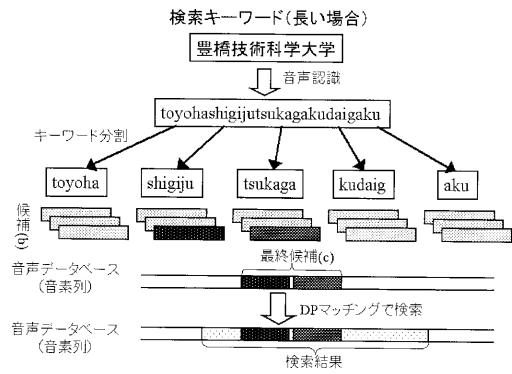 検索キーワード(長い場合)
豊橋技術科学大学
音声認識
toyohashigijutsukagakudaigaku
キーワード分割
toyoha shigiju tsukaga kudaig aku
候補(b)
最終候補(c)
音声データベース
(音素列)
DPマッチングで検索
音声データベース
(音素列)
検索結果